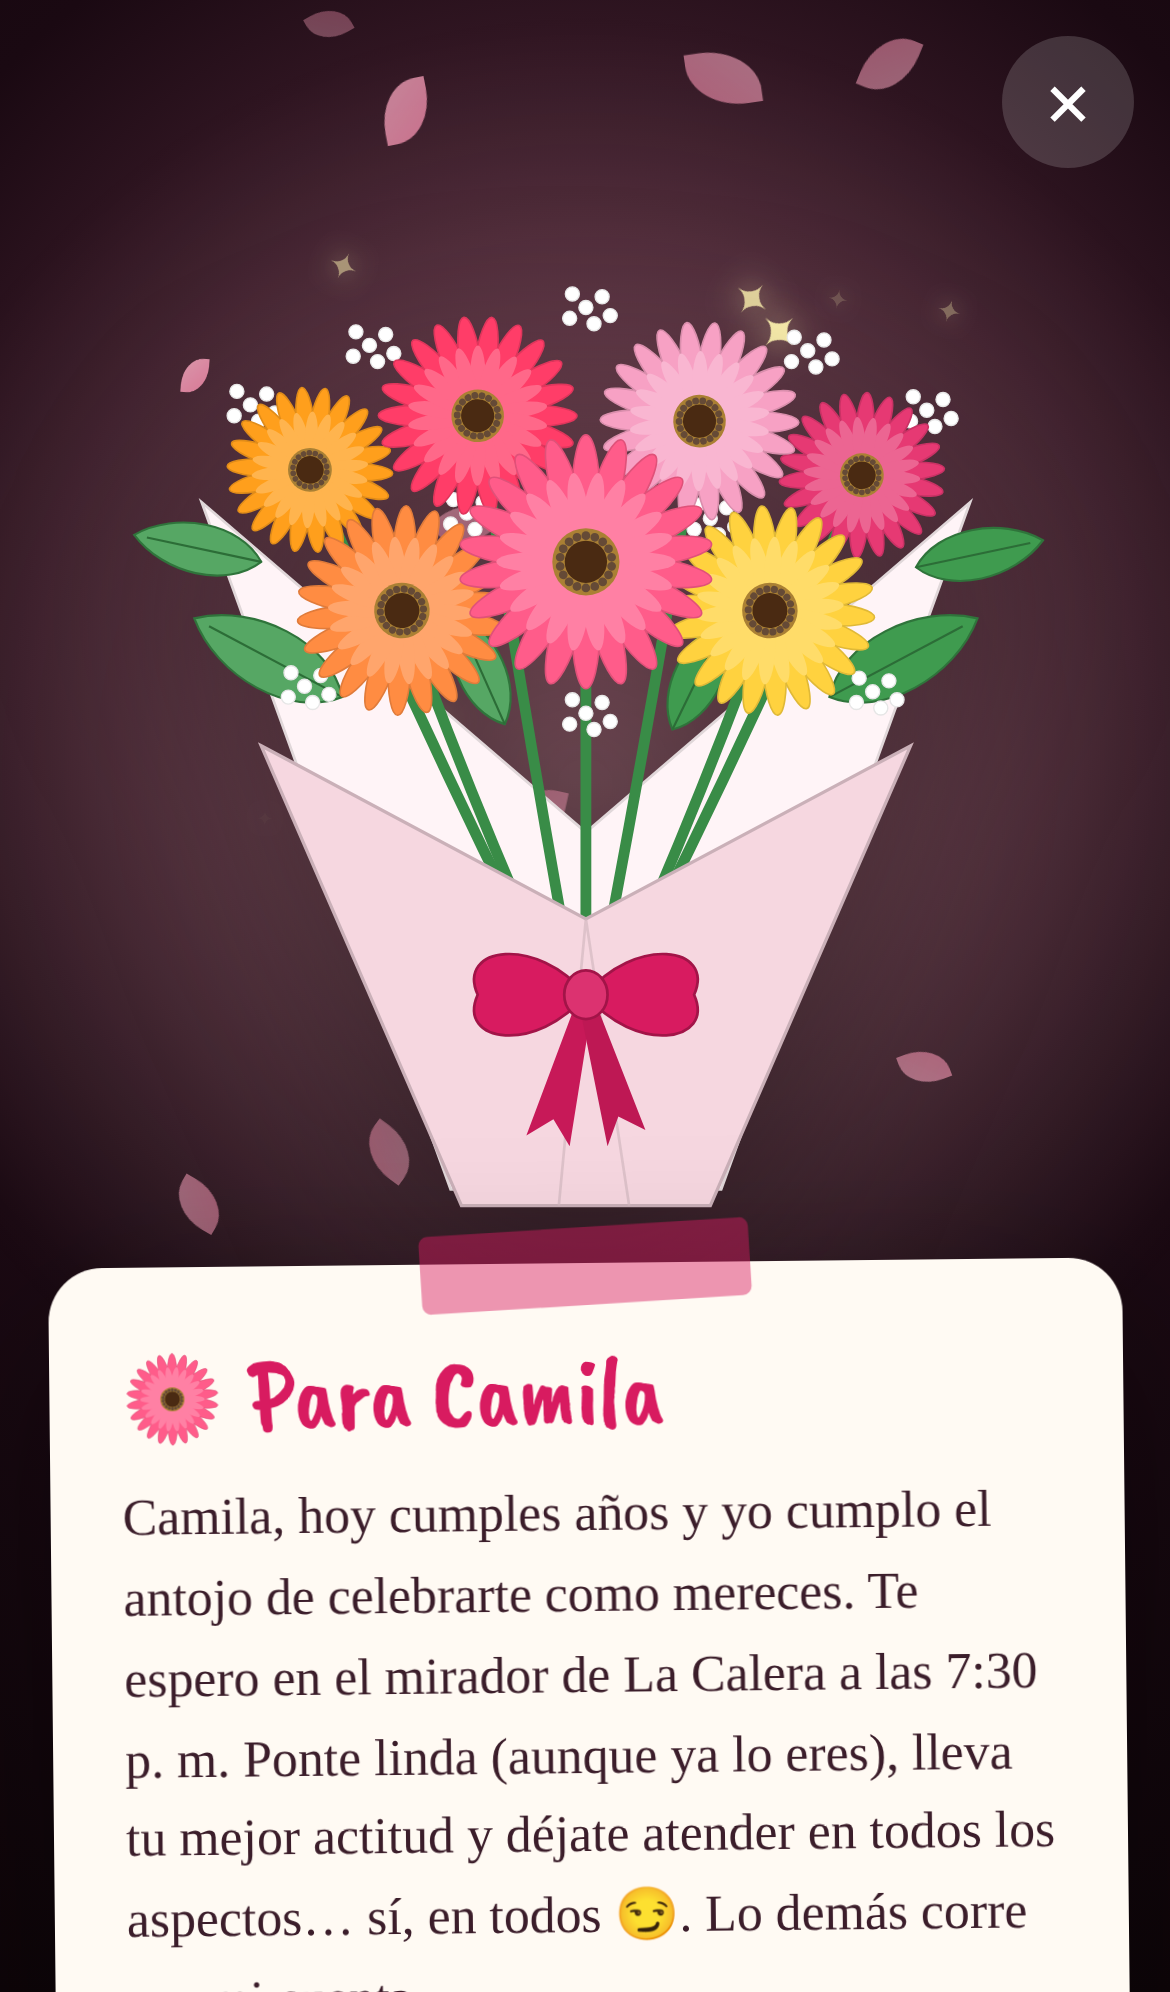 Para Camila
Camila, hoy cumples años y yo cumplo el
antojo de celebrarte como mereces. Te
espero en el mirador de La Calera a las 7:30
p. m. Ponte linda (aunque ya lo eres), lleva
tu mejor actitud y déjate atender en todos los
aspectos… sí, en todos 😏. Lo demás corre